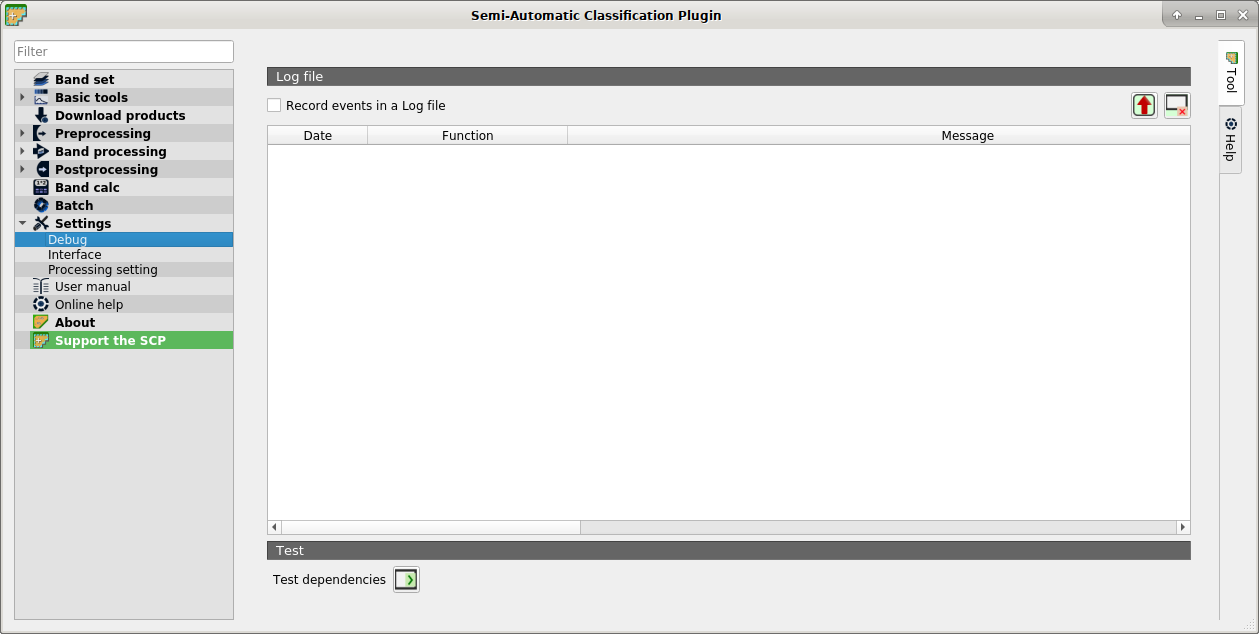 Semi-Automatic Classification Plugin
Filter
Band set
Basic tools
Download products
Preprocessing
Band processing
Postprocessing
Band calc
Batch
Settings
Debug
Interface
Processing setting
User manual
Online help
About
Support the SCP
Log file
Record events in a Log file
Date Function Message
Test
Test dependencies
Tool
Help